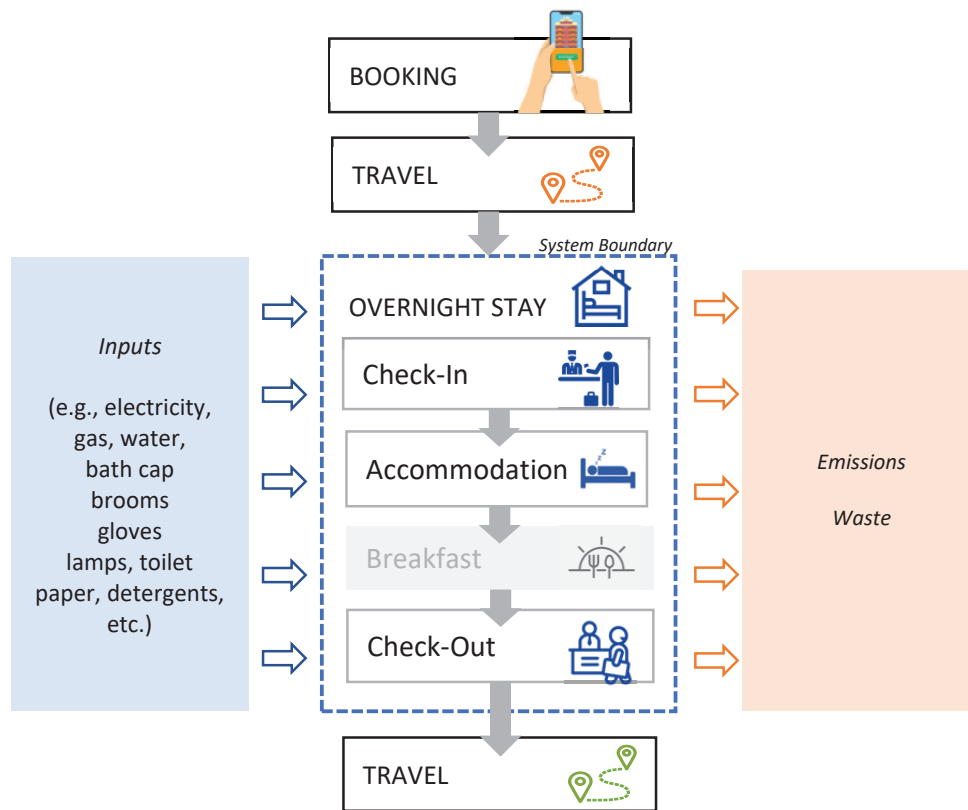 BOOKING
TRAVEL
System Boundary
Inputs
(e.g., electricity,
gas, water,
bath cap
brooms
gloves
lamps, toilet
paper, detergents,
etc.)
OVERNIGHT STAY
Check-In
Accommodation
Breakfast
Check-Out
Emissions
Waste
TRAVEL